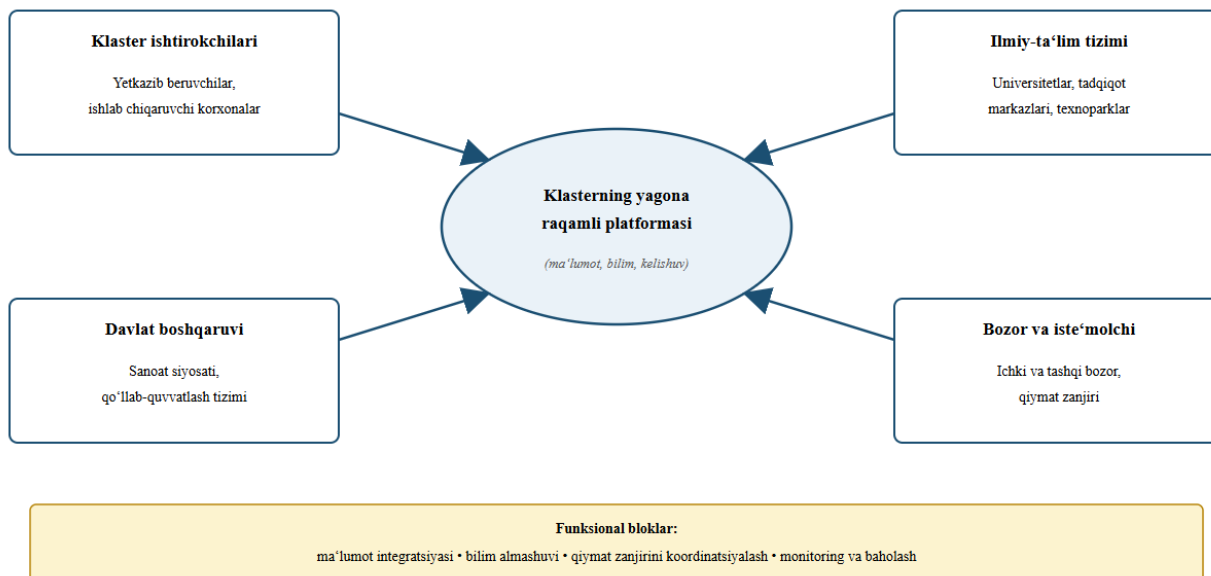 Klaster ishtirokchilari
Yetkazib beruvchilar,
ishlab chiqaruvchi korxonalar
Ilmiy-ta‘lim tizimi
Universitetlar, tadqiqot
markazlari, texnoparklar
Klasterning yagona
raqamli platformasi
(ma‘lumot, bilim, kelishuv)
Davlat boshqaruvi
Sanoat siyosati,
qo‘llab-quvvatlash tizimi
Bozor va iste‘molchi
Ichki va tashqi bozor,
qiymat zanjiri
Funksional bloklar:
ma‘lumot integratsiyasi • bilim almashuvi • qiymat zanjirini koordinatsiyalash • monitoring va baholash